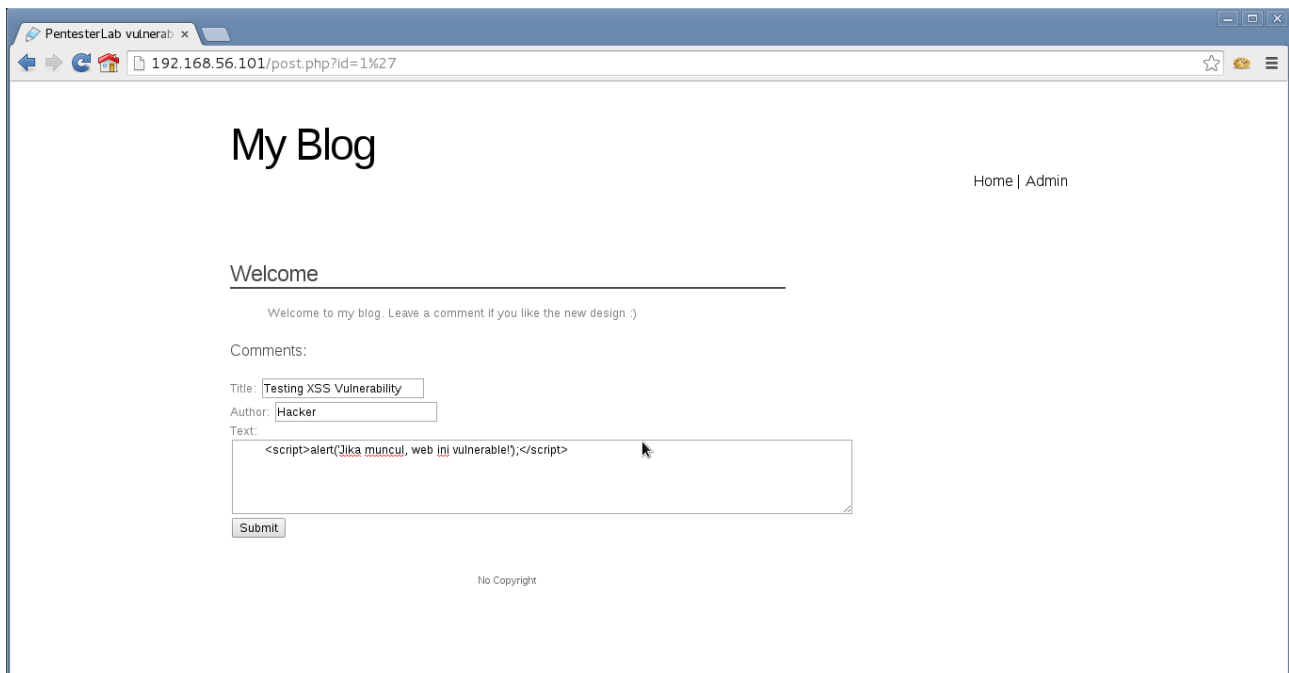 PentesterLab vulnerab
192.168.56.101/post.php?id=1%27
My Blog
Home | Admin
Welcome
Welcome to my blog. Leave a comment if you like the new design :)
Comments:
Title: Testing XSS Vulnerability
Author: Hacker
Text:
<script>alert('Jika muncul, web ini vulnerable!');</script>
Submit
No Copyright